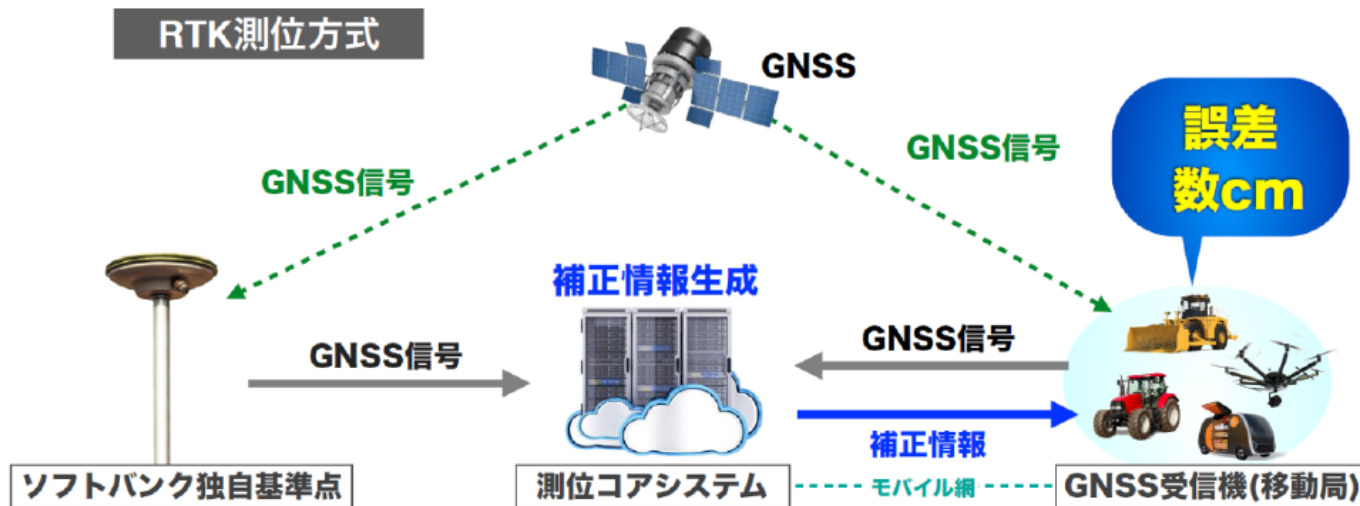 RTK測位方式
GNSS
GNSS信号
GNSS信号
誤差
数cm
補正情報生成
GNSS信号
GNSS信号
補正情報
ソフトバンク独自基準点
測位コアシステム
モバイル網
GNSS受信機(移動局)